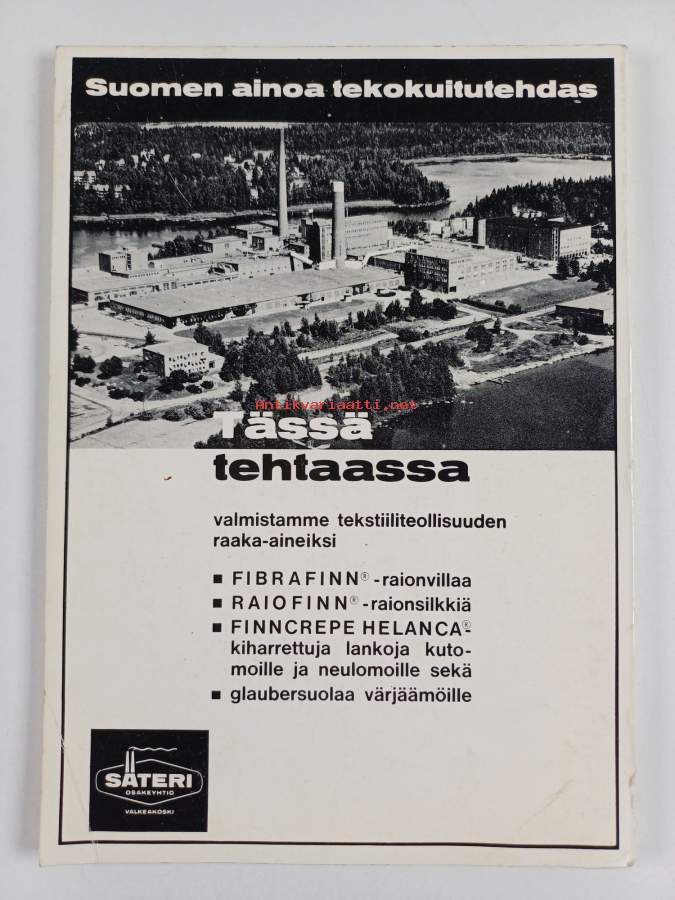 Suomen ainoa tekokuitutehdas
Antikvariaatti.net
Tässä
tehtaassa
valmistamme tekstiiliteollisuuden
raaka-aineiksi
■ FIBRAFINN® -raionvillaa
■ RAIOFINN® -raionsilkkiä
■ FINNCREPE HELANCA®-
kiharrettuja lankoja kuto-
moille ja neulomoille sekä
■ glaubersuolaa värjäämöille
SÄTERI
OSAKEYHTIÖ
VALKEAKOSKI